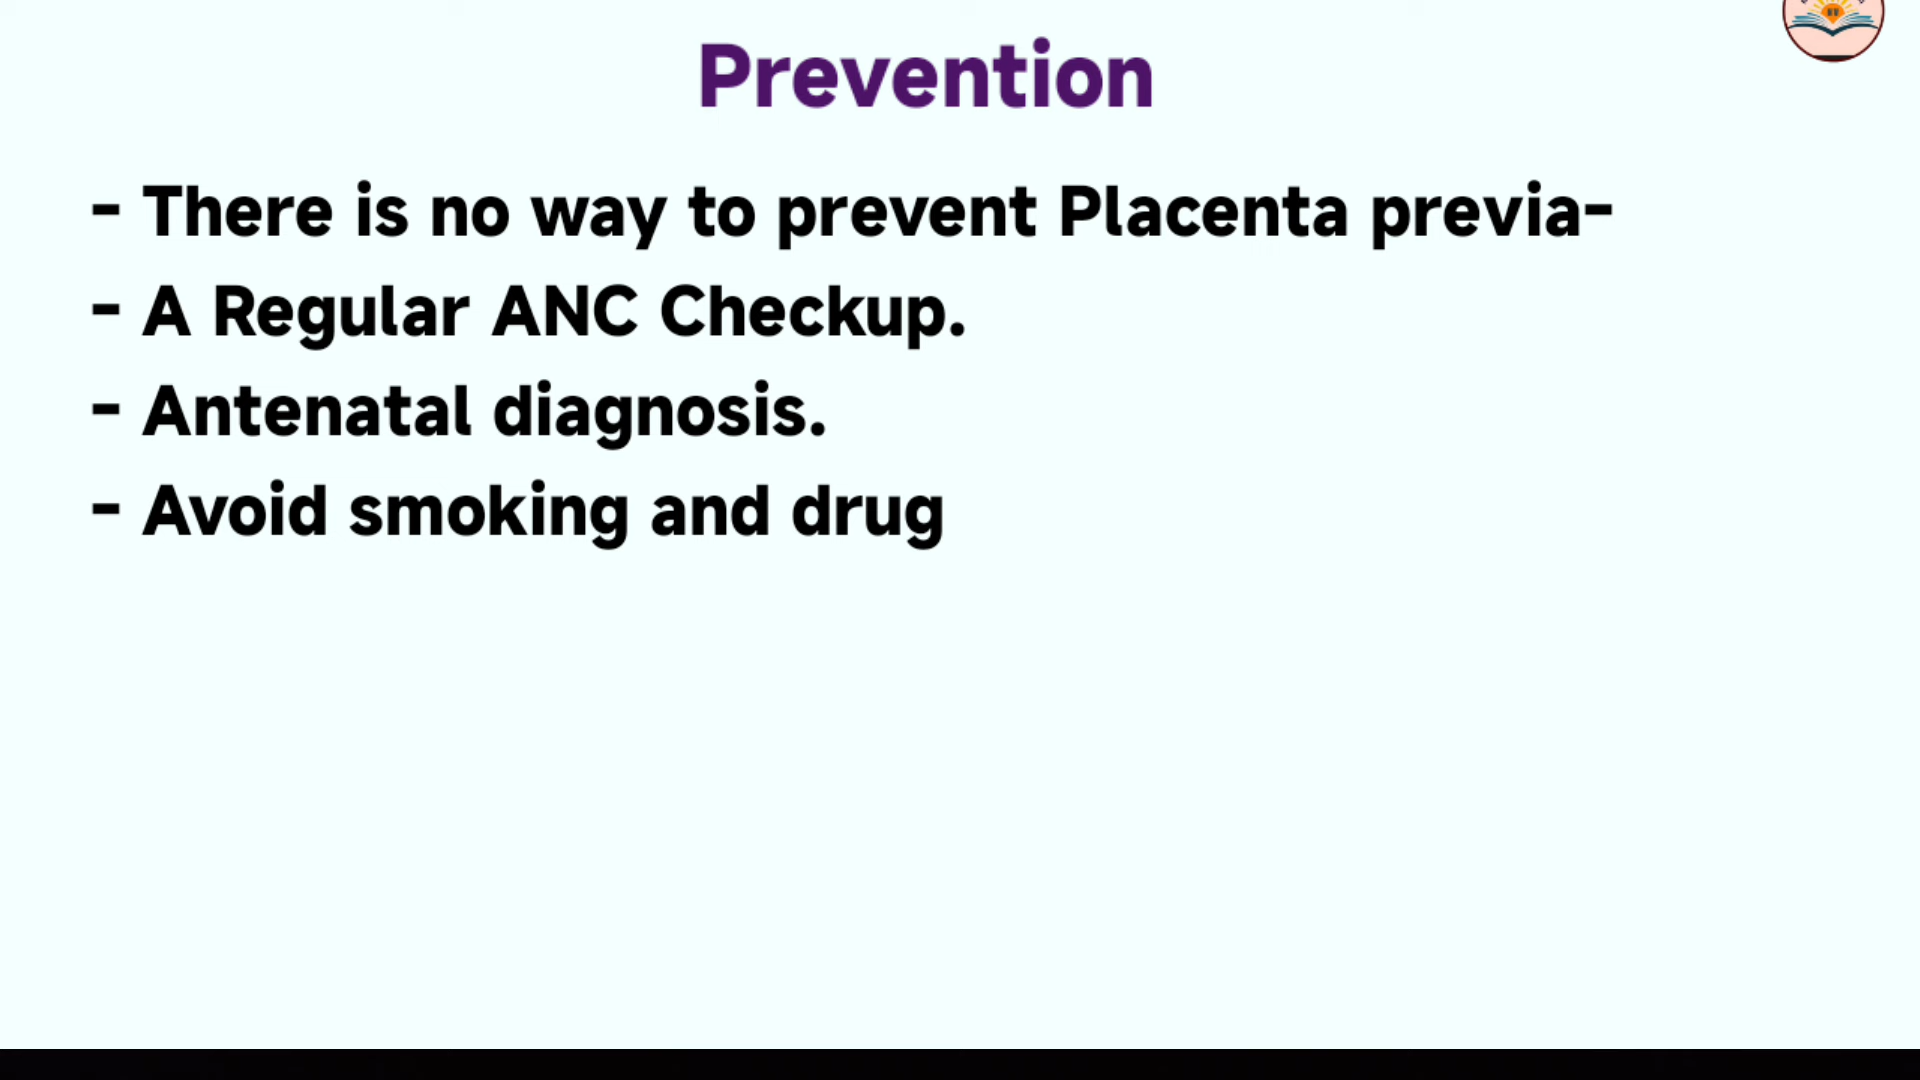 Prevention
- There is no way to prevent Placenta previa-
- A Regular ANC Checkup.
- Antenatal diagnosis.
- Avoid smoking and drug